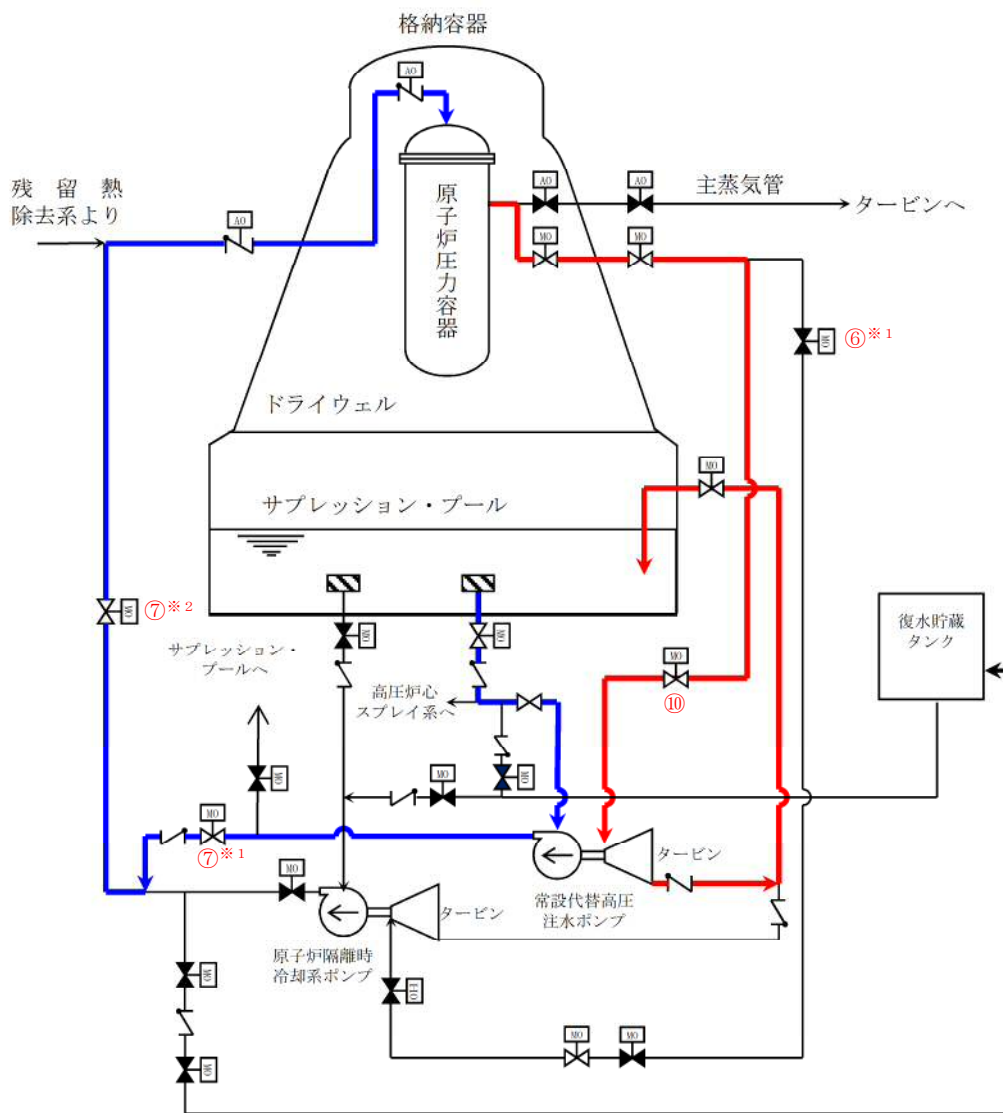 格納容器
AO
残留熱
除去系より
AO
原子炉圧力容器
AO
AO
主蒸気管
タービンへ
MO
MO
MO
⑥※1
ドライウェル
MO
サプレッション・プール
MO
⑦※2
MO
MO
復水貯蔵
タンク
サプレッション・
プールへ
MO
⑩
高圧炉心
スプレイ系へ
MO
MO
MO
MO
⑦※1
タービン
常設代替高圧
注水ポンプ
MO
タービン
原子炉隔離時
冷却系ポンプ
MO
HO
MO
MO
MO